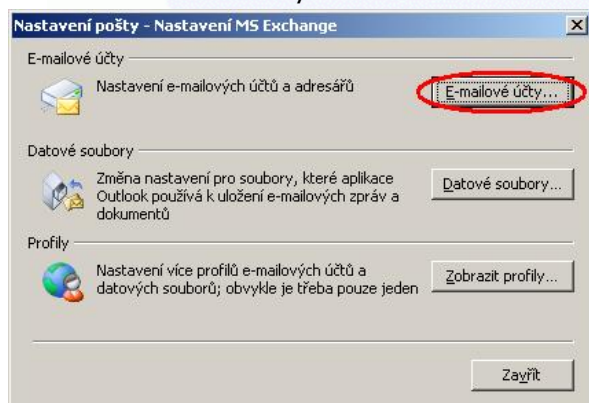 Nastavení pošty - Nastavení MS Exchange
E-mailové účty
Nastavení e-mailových účtů a adresářů
E-mailové účty...
Datové soubory
Změna nastavení pro soubory, které aplikace
Outlook používá k uložení e-mailových zpráv a
dokumentů
Datové soubory...
Profily
Nastavení více profilů e-mailových účtů a
datových souborů; obvykle je třeba pouze jeden
Zobrazit profily...
Zavřít